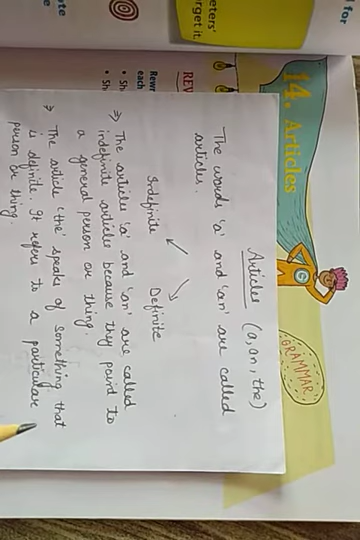 14. Articles
GRAMMAR
Articles (a, an, the)
The words 'a' and 'an' are called
articles.
Indefinite Definite
⇒ The articles 'a' and 'an' are called
indefinite articles because they point to
a general person or thing.
⇒ The article 'the' speaks of something that
is definite. It refers to a particular
person or thing.